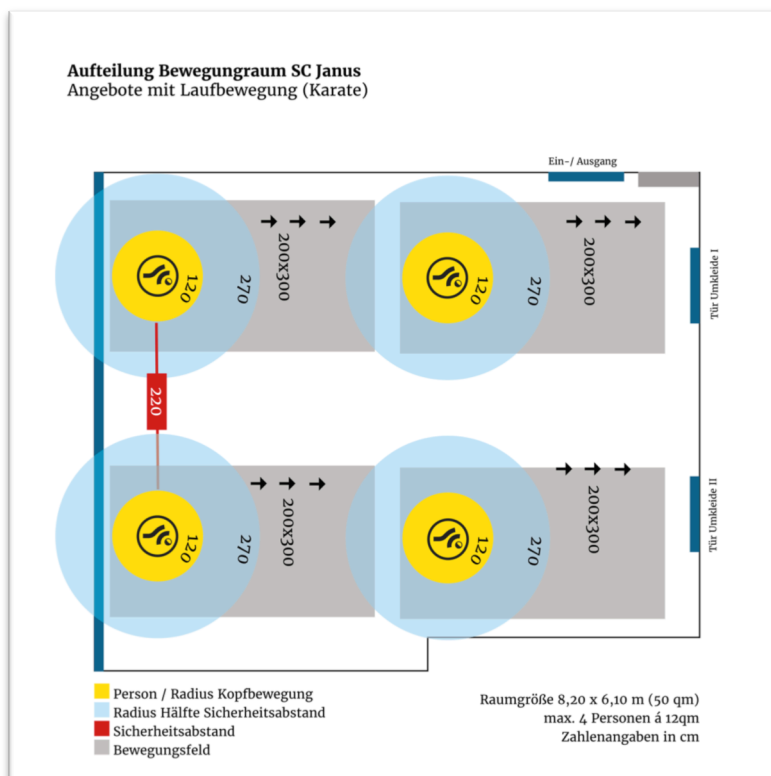 Aufteilung Bewegungraum SC Janus
Angebote mit Laufbewegung (Karate)
Ein-/ Ausgang
120
270
200x300
120
270
200x300
Tür Umkleide I
220
120
270
200x300
120
270
200x300
Tür Umkleide II
Person / Radius Kopfbewegung
Radius Hälfte Sicherheitsabstand
Sicherheitsabstand
Bewegungsfeld
Raumgröße 8,20 x 6,10 m (50 qm)
max. 4 Personen á 12qm
Zahlenangaben in cm